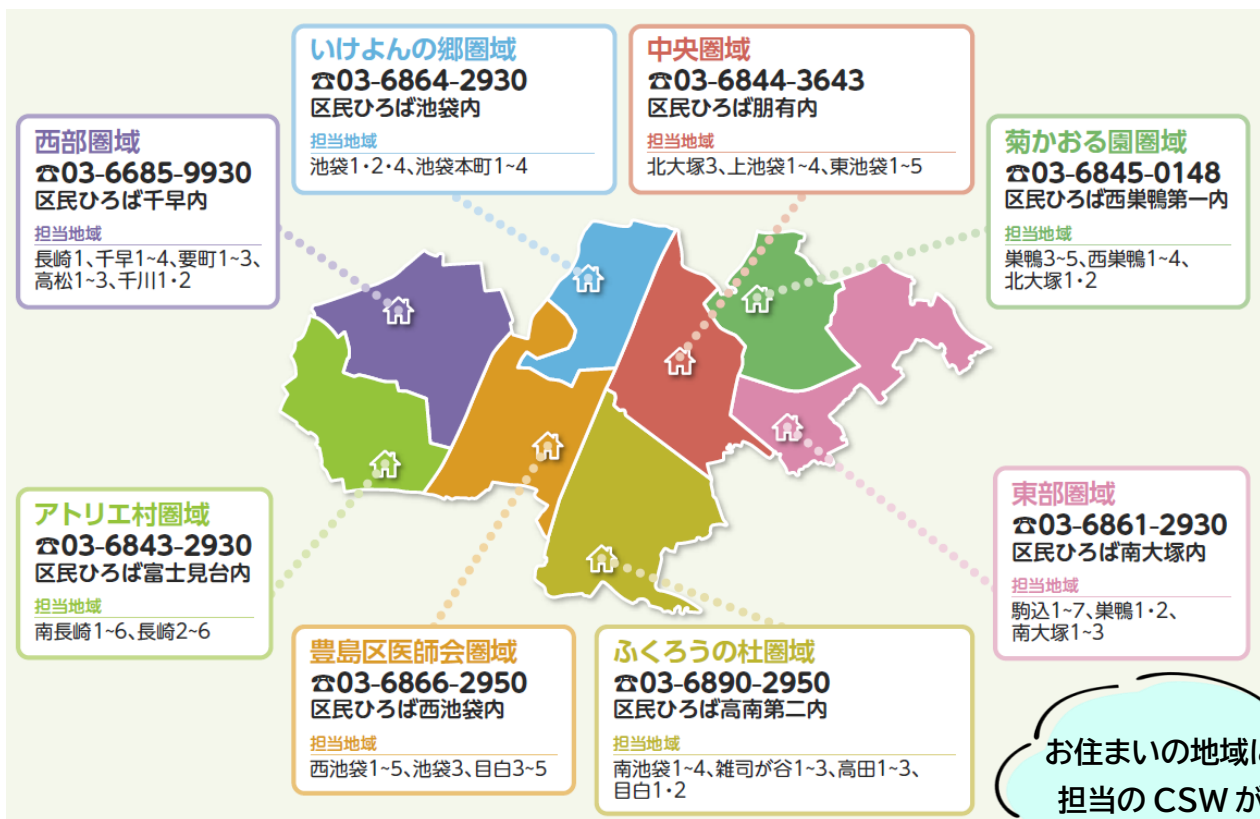 いけよんの郷圏域
☎03-6864-2930
区民ひろば池袋内
担当地域
池袋1・2・4、池袋本町1~4
中央圏域
☎03-6844-3643
区民ひろば朋有内
担当地域
北大塚3、上池袋1~4、東池袋1~5
西部圏域
☎03-6685-9930
区民ひろば千早内
担当地域
長崎1、千早1~4、要町1~3、
高松1~3、千川1・2
菊かおる園圏域
☎03-6845-0148
区民ひろば西巣鴨第一内
担当地域
巣鴨3~5、西巣鴨1~4、
北大塚1・2
アトリエ村圏域
☎03-6843-2930
区民ひろば富士見台内
担当地域
南長崎1~6、長崎2~6
東部圏域
☎03-6861-2930
区民ひろば南大塚内
担当地域
駒込1~7、巣鴨1・2、
南大塚1~3
豊島区医師会圏域
☎03-6866-2950
区民ひろば西池袋内
担当地域
西池袋1~5、池袋3、目白3~5
ふくろうの杜圏域
☎03-6890-2950
区民ひろば高南第二内
担当地域
南池袋1~4、雑司が谷1~3、高田1~3、
目白1・2
お住まいの地域に
担当の CSW が